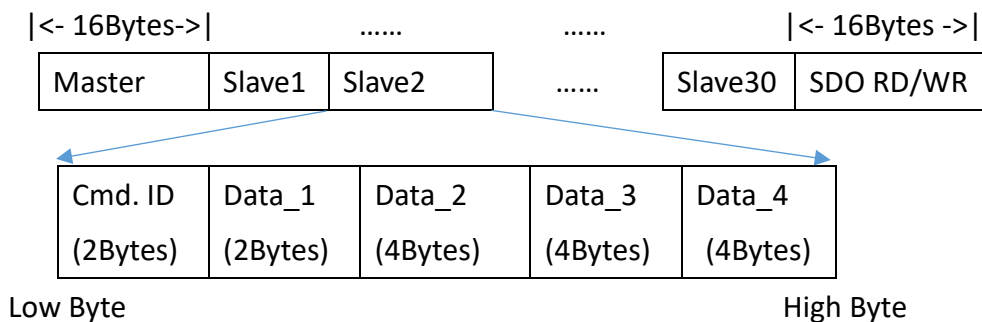 |<- 16Bytes->| …… …… |<- 16Bytes ->|
Master Slave1 Slave2 …… Slave30 SDO RD/WR
Cmd. ID Data_1 Data_2 Data_3 Data_4
(2Bytes) (2Bytes) (4Bytes) (4Bytes) (4Bytes)
Low Byte High Byte